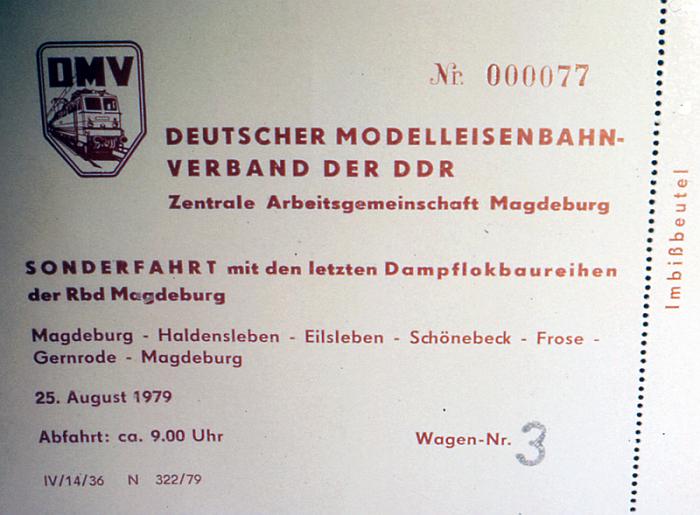 DMV
Nr. 000077
DEUTSCHER MODELLEISENBAHN-
VERBAND DER DDR
Zentrale Arbeitsgemeinschaft Magdeburg
SONDERFAHRT mit den letzten Dampflokbaureihen
der Rbd Magdeburg
Magdeburg - Haldensleben - Eilsleben - Schönebeck - Frose -
Gernrode - Magdeburg
25. August 1979
Abfahrt: ca. 9.00 Uhr
Wagen-Nr. 3
IV/14/36 N 322/79
Imbißbeutel